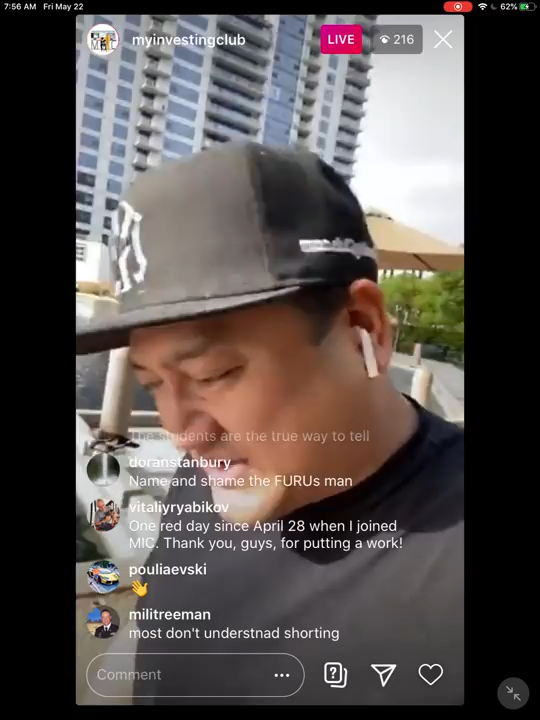 7:56 AM Fri May 22
62%
myinvestingclub
LIVE
216
The students are the true way to tell
doranstanbury
Name and shame the FURUs man
vitaliyryabikov
One red day since April 28 when I joined
MIC. Thank you, guys, for putting a work!
pouliaevski
militreeman
most don't understnad shorting
Comment